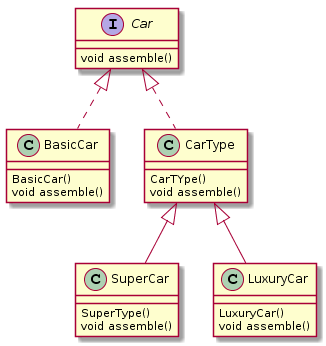 I Car
void assemble()
C BasicCar
BasicCar()
void assemble()
C CarType
CarTYpe()
void assemble()
C SuperCar
SuperType()
void assemble()
C LuxuryCar
LuxuryCar()
void assemble()